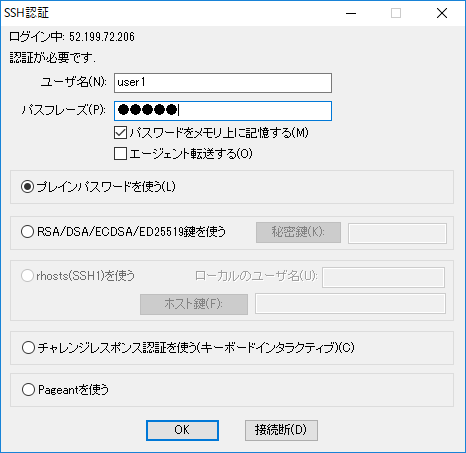 SSH認証
ログイン中: 52.199.72.206
認証が必要です.
ユーザ名(N): user1
パスフレーズ(P): ●●●●●
パスワードをメモリ上に記憶する(M)
エージェント転送する(O)
プレインパスワードを使う(L)
RSA/DSA/ECDSA/ED25519鍵を使う 秘密鍵(K):
rhosts(SSH1)を使う ローカルのユーザ名(U):
ホスト鍵(F):
チャレンジレスポンス認証を使う(キーボードインタラクティブ)(C)
Pageantを使う
OK 接続断(D)